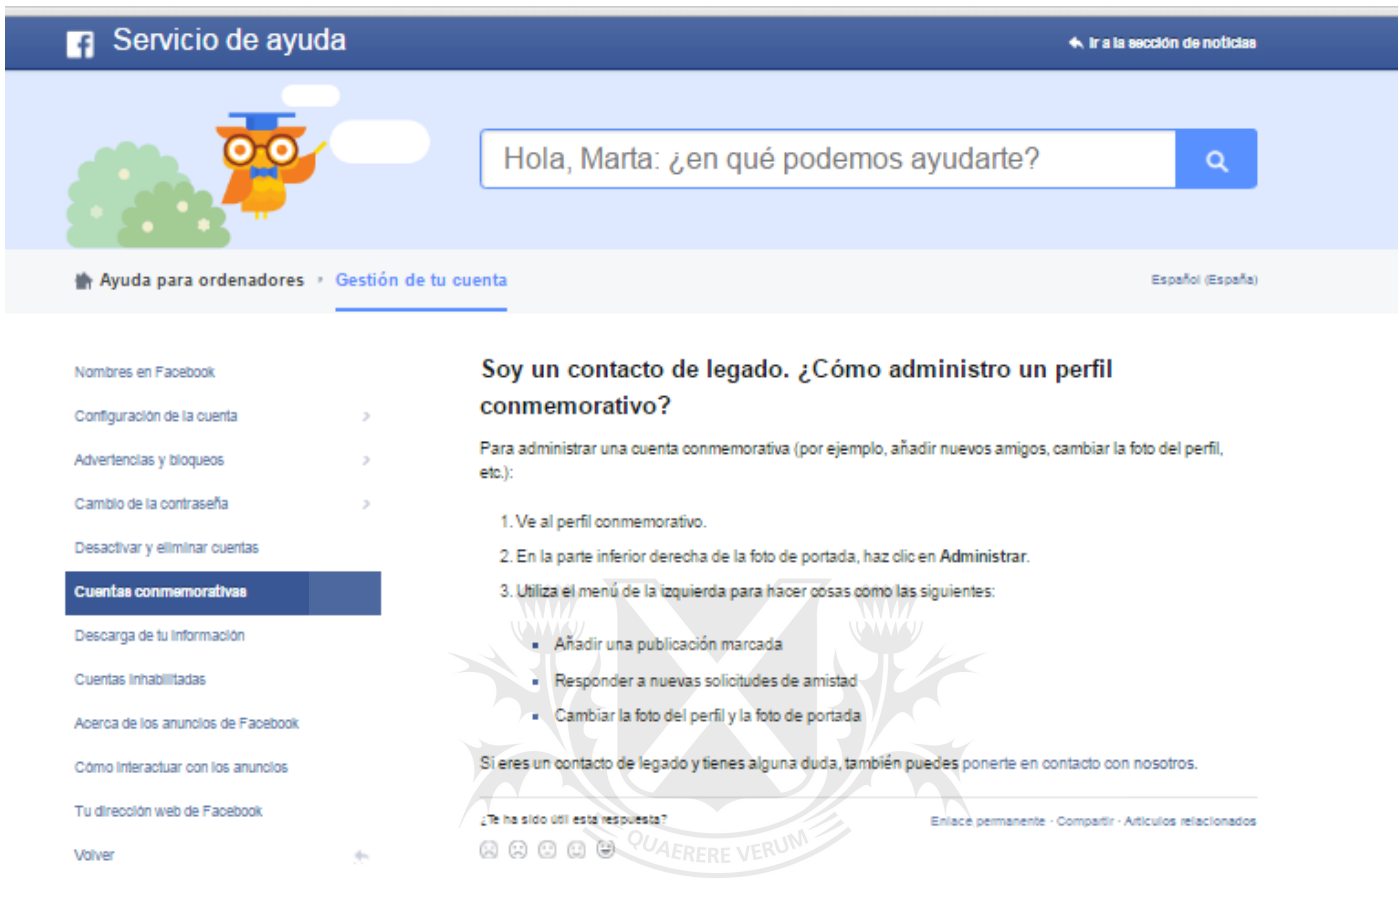 Servicio de ayuda
Ir a la sección de noticias
Hola, Marta: ¿en qué podemos ayudarte?
Ayuda para ordenadores
Gestión de tu cuenta
Español (España)
Nombres en Facebook
Configuración de la cuenta
Advertencias y bloqueos
Cambio de la contraseña
Desactivar y eliminar cuentas
Cuentas conmemorativas
Descarga de tu información
Cuentas inhabilitadas
Acerca de los anuncios de Facebook
Cómo interactuar con los anuncios
Tu dirección web de Facebook
Volver
Soy un contacto de legado. ¿Cómo administro un perfil
conmemorativo?
Para administrar una cuenta conmemorativa (por ejemplo, añadir nuevos amigos, cambiar la foto del perfil,
etc.):
1. Ve al perfil conmemorativo.
2. En la parte inferior derecha de la foto de portada, haz clic en Administrar.
3. Utiliza el menú de la izquierda para hacer cosas como las siguientes:
Añadir una publicación marcada
Responder a nuevas solicitudes de amistad
Cambiar la foto del perfil y la foto de portada
Si eres un contacto de legado y tienes alguna duda, también puedes ponerte en contacto con nosotros.
¿Te ha sido útil esta respuesta?
Enlace permanente · Compartir · Artículos relacionados
QUAERERE VERUM